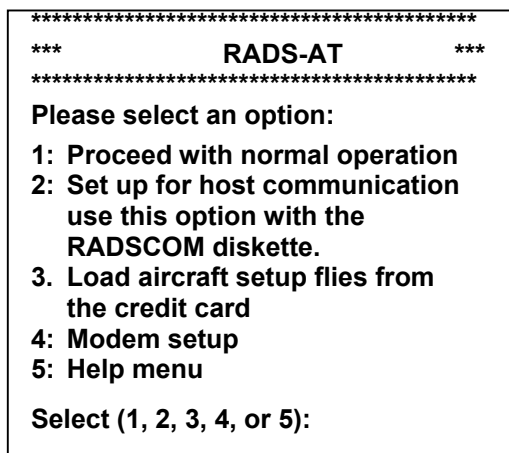 *******************************************
***                    RADS-AT              ***
*******************************************
Please select an option:
1: Proceed with normal operation
2: Set up for host communication
use this option with the
RADSCOM diskette.
3. Load aircraft setup flies from
the credit card
4: Modem setup
5: Help menu
Select (1, 2, 3, 4, or 5):